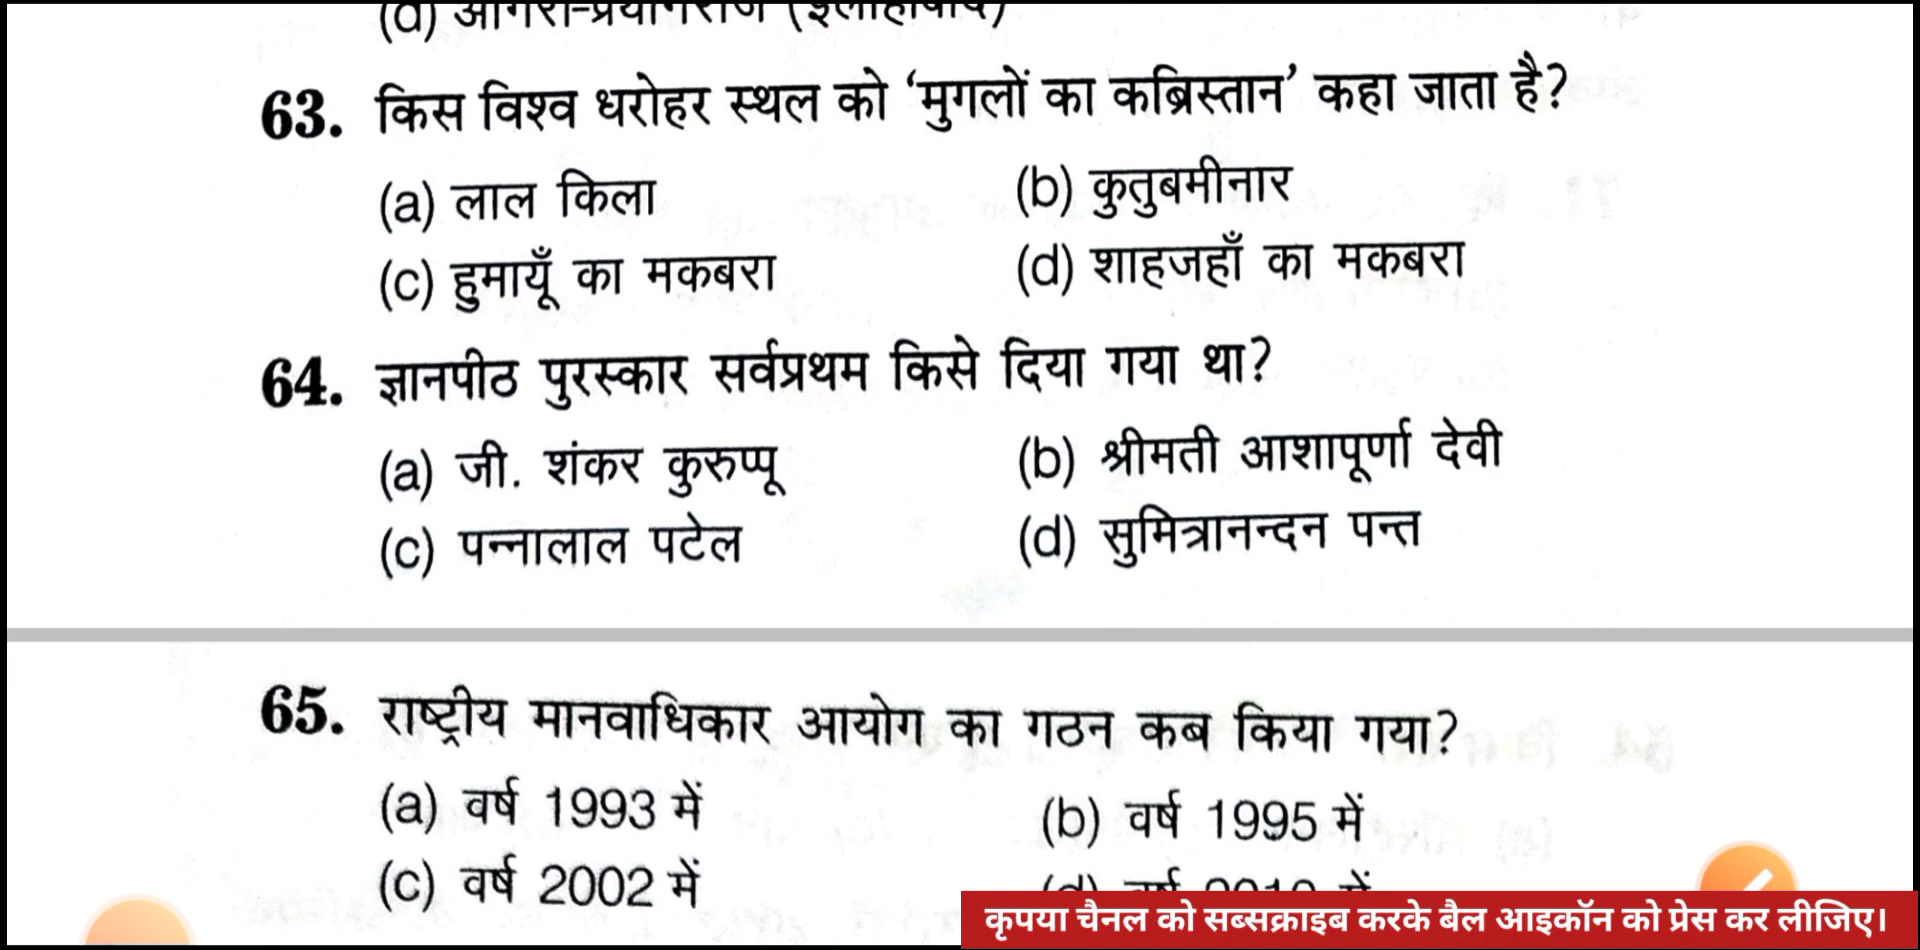 63. किस विश्व धरोहर स्थल को 'मुगलों का कब्रिस्तान' कहा जाता है?
(a) लाल किला (b) कुतुबमीनार
(c) हुमायूँ का मकबरा (d) शाहजहाँ का मकबरा
64. ज्ञानपीठ पुरस्कार सर्वप्रथम किसे दिया गया था?
(a) जी. शंकर कुरुप्पू (b) श्रीमती आशापूर्णा देवी
(c) पन्नालाल पटेल (d) सुमित्रानन्दन पन्त
65. राष्ट्रीय मानवाधिकार आयोग का गठन कब किया गया?
(a) वर्ष 1993 में (b) वर्ष 1995 में
(c) वर्ष 2002 में
कृपया चैनल को सब्सक्राइब करके बैल आइकॉन को प्रेस कर लीजिए।